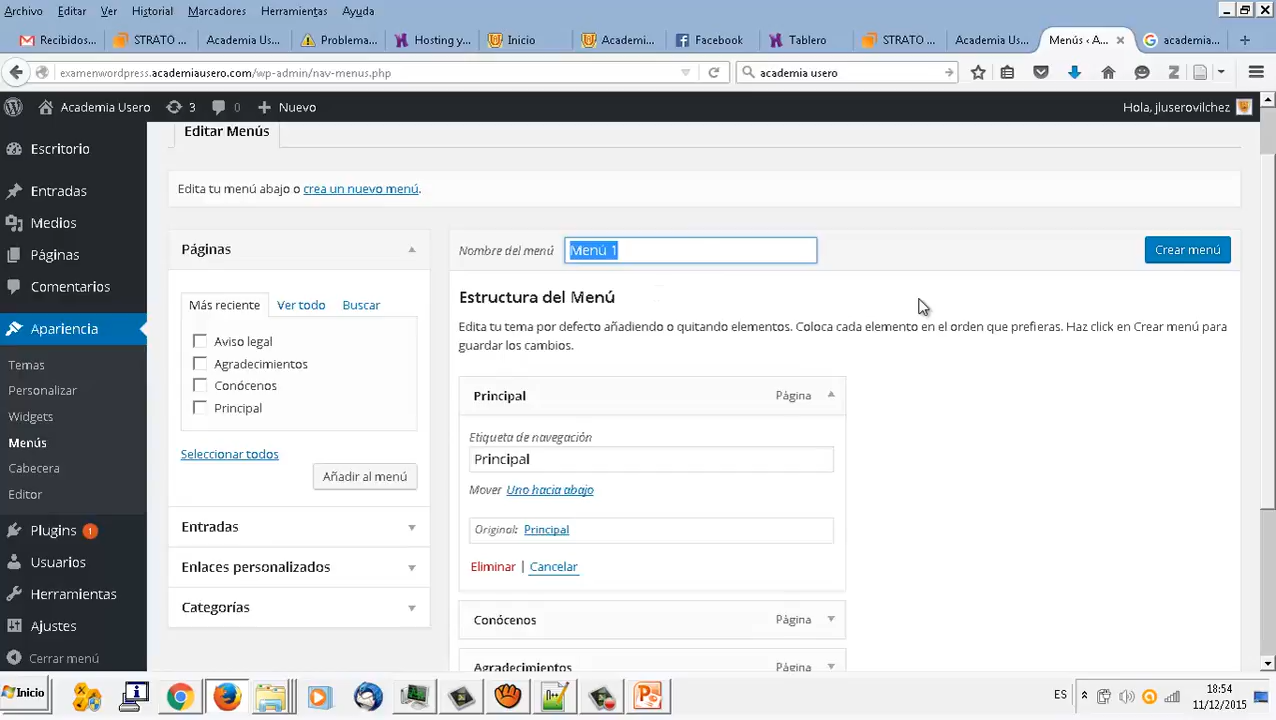 Archivo Editar Ver Historial Marcadores Herramientas Ayuda
Recibidos... STRATO ... Academia Use... Problema... Hosting y... Inicio Academi... Facebook Tablero STRATO ... Academia Us... Menús ‹ A... academia...
examenwordpress.academiausero.com/wp-admin/nav-menus.php academia usero
Academia Usero 3 0 Nuevo Hola, jluserovilchez
Escritorio
Entradas
Medios
Páginas
Comentarios
Apariencia
Temas
Personalizar
Widgets
Menús
Cabecera
Editor
Plugins 1
Usuarios
Herramientas
Ajustes
Cerrar menú
Editar Menús
Edita tu menú abajo o crea un nuevo menú.
Páginas
Más reciente Ver todo Buscar
Aviso legal
Agradecimientos
Conócenos
Principal
Seleccionar todos
Añadir al menú
Entradas
Enlaces personalizados
Categorías
Nombre del menú Menú 1 Crear menú
Estructura del Menú
Edita tu tema por defecto añadiendo o quitando elementos. Coloca cada elemento en el orden que prefieras. Haz click en Crear menú para
guardar los cambios.
Principal Página
Etiqueta de navegación
Principal
Mover Uno hacia abajo
Original: Principal
Eliminar | Cancelar
Conócenos Página
Agradecimientos Página
Inicio ES 18:54
11/12/2015